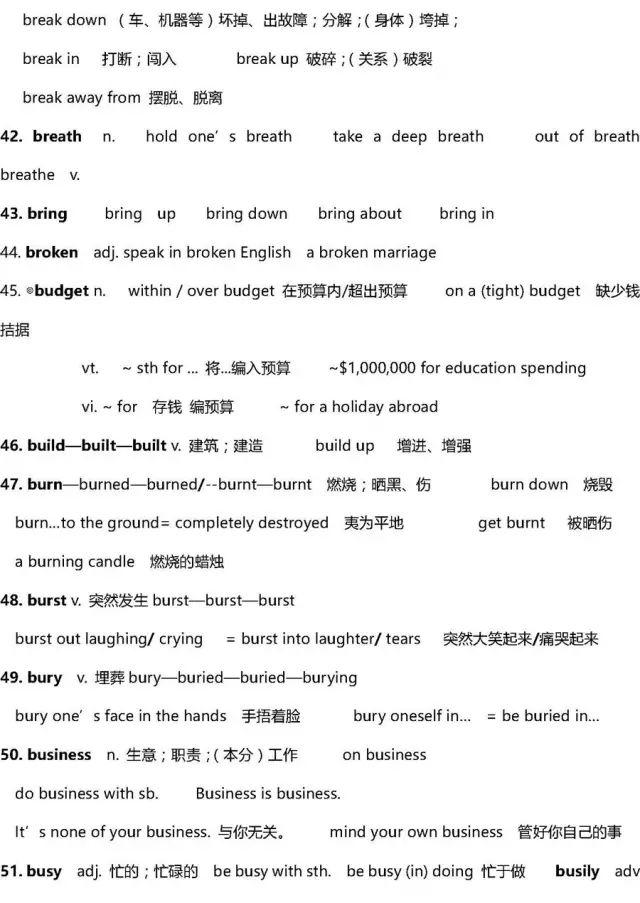 break down （车、机器等）坏掉、出故障；分解；（身体）垮掉；
break in 打断；闯入 break up 破碎；（关系）破裂
break away from 摆脱、脱离
42. breath n. hold one’s breath take a deep breath out of breath
breathe v.
43. bring bring up bring down bring about bring in
44. broken adj. speak in broken English a broken marriage
45. ®budget n. within / over budget 在预算内/超出预算 on a (tight) budget 缺少钱
拮据
vt. ~ sth for ... 将...编入预算 ~$1,000,000 for education spending
vi. ~ for 存钱 编预算 ~ for a holiday abroad
46. build—built—built v. 建筑；建造 build up 增进、增强
47. burn—burned—burned/--burnt—burnt 燃烧；晒黑、伤 burn down 烧毁
burn…to the ground= completely destroyed 夷为平地 get burnt 被晒伤
a burning candle 燃烧的蜡烛
48. burst v. 突然发生 burst—burst—burst
burst out laughing/ crying = burst into laughter/ tears 突然大笑起来/痛哭起来
49. bury v. 埋葬 bury—buried—buried—burying
bury one’s face in the hands 手捂着脸 bury oneself in… = be buried in…
50. business n. 生意；职责；（本分）工作 on business
do business with sb. Business is business.
It’s none of your business. 与你无关。 mind your own business 管好你自己的事
51. busy adj. 忙的；忙碌的 be busy with sth. be busy (in) doing 忙于做 busily adv